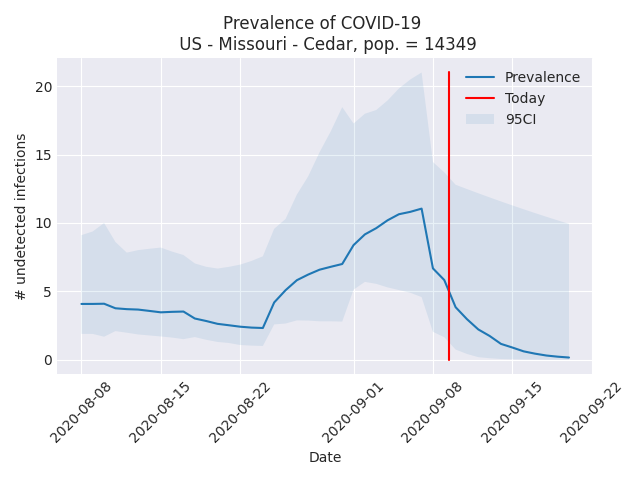 Prevalence of COVID-19
US - Missouri - Cedar, pop. = 14349
Prevalence
Today
95CI
# undetected infections
20
15
10
5
0
2020-08-08
2020-08-15
2020-08-22
2020-09-01
2020-09-08
2020-09-15
2020-09-22
Date